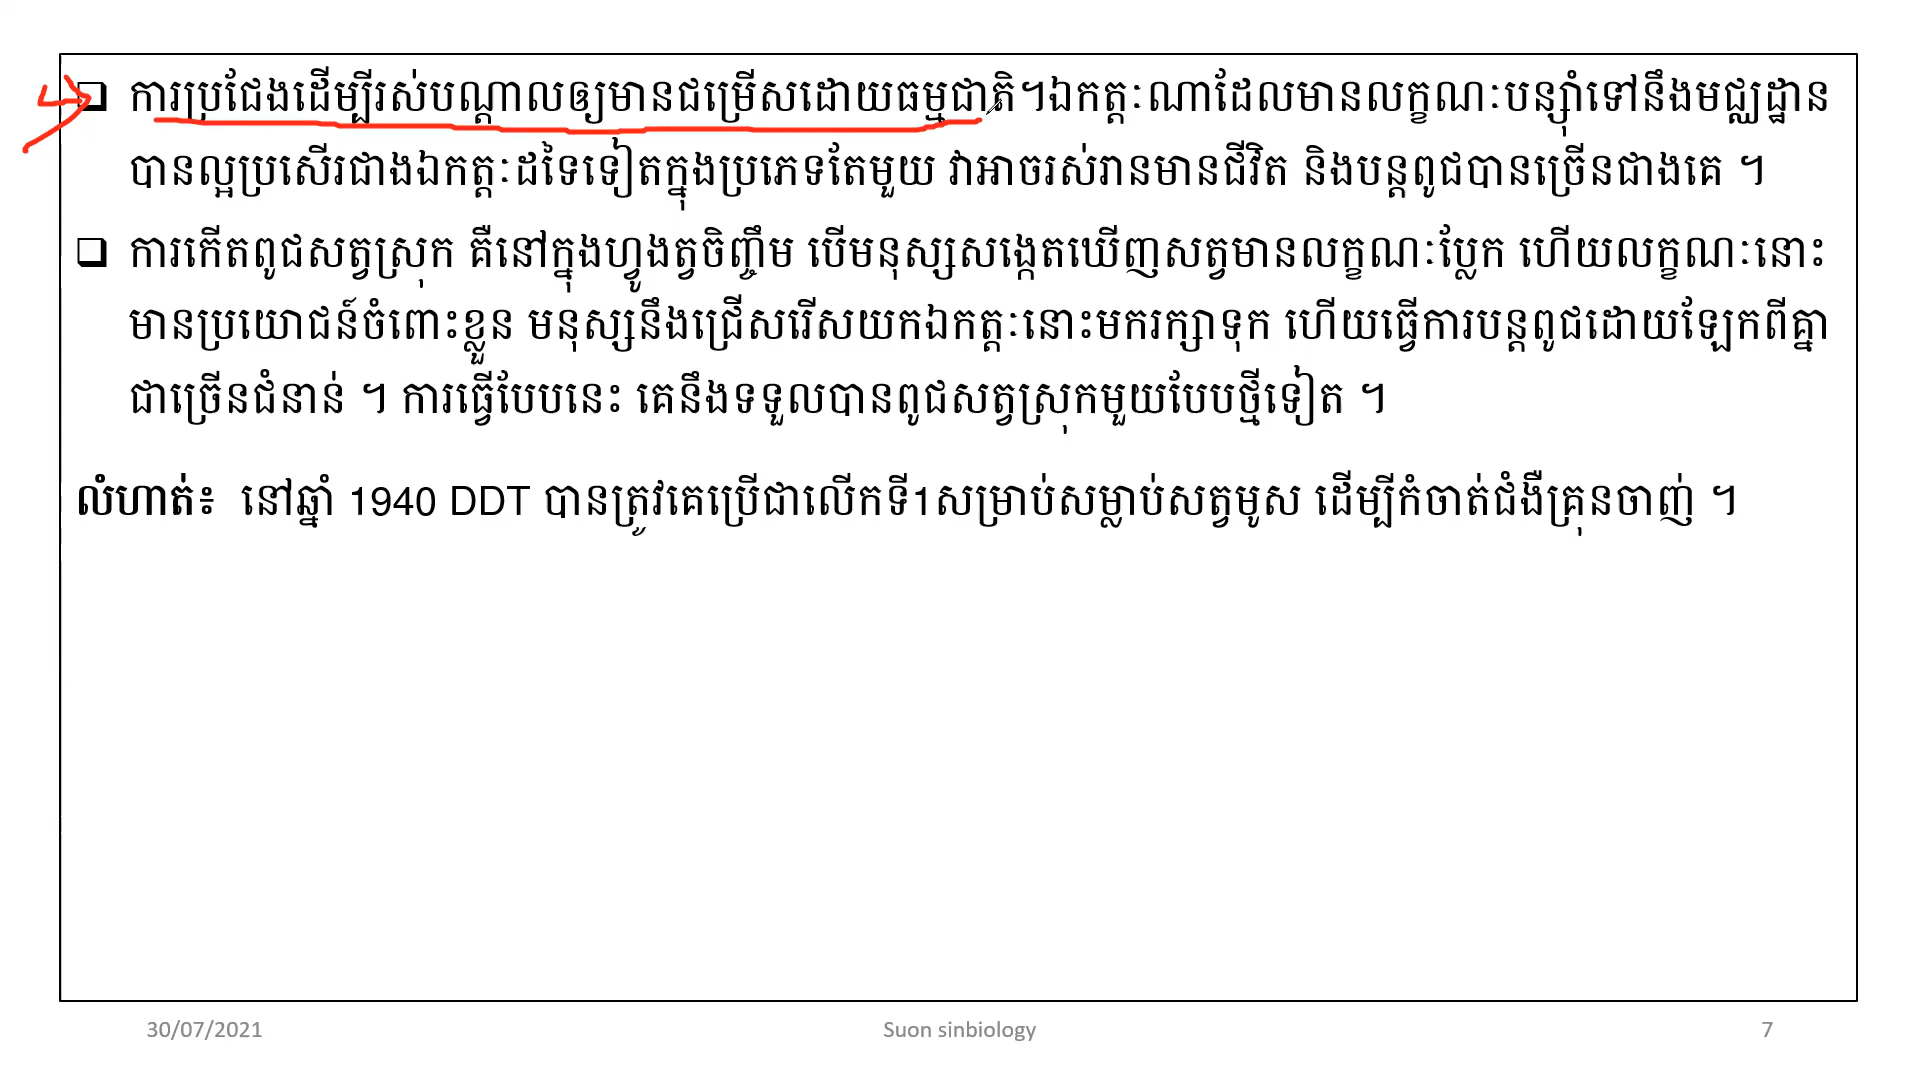 ការប្រជែងដើម្បីរស់បណ្តាលឲ្យមានជម្រើសដោយធម្មជាតិ។ឯកត្តៈណាដែលមានលក្ខណៈបន្ស៊ាំទៅនឹងមជ្ឈដ្ឋាន
បានល្អប្រសើរជាងឯកត្តៈដទៃទៀតក្នុងប្រភេទតែមួយ វាអាចរស់រានមានជីវិត និងបន្តពូជបានច្រើនជាងគេ ។
ការកើតពូជសត្វស្រុក គឺនៅក្នុងហ្វូងត្វចិញ្ចឹម បើមនុស្សសង្កេតឃើញសត្វមានលក្ខណៈប្លែក ហើយលក្ខណៈនោះ
មានប្រយោជន៍ចំពោះខ្លួន មនុស្សនឹងជ្រើសរើសយកឯកត្តៈនោះមករក្សាទុក ហើយធ្វើការបន្តពូជដោយឡែកពីគ្នា
ជាច្រើនជំនាន់ ។ ការធ្វើបែបនេះ គេនឹងទទួលបានពូជសត្វស្រុកមួយបែបថ្មីទៀត ។
លំហាត់៖ នៅឆ្នាំ 1940 DDT បានត្រូវគេប្រើជាលើកទី1សម្រាប់សម្លាប់សត្វមូស ដើម្បីកំចាត់ជំងឺគ្រុនចាញ់ ។
30/07/2021 Suon sinbiology 7